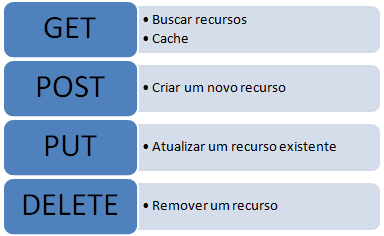 GET
• Buscar recursos
• Cache
POST
• Criar um novo recurso
PUT
• Atualizar um recurso existente
DELETE
• Remover um recurso